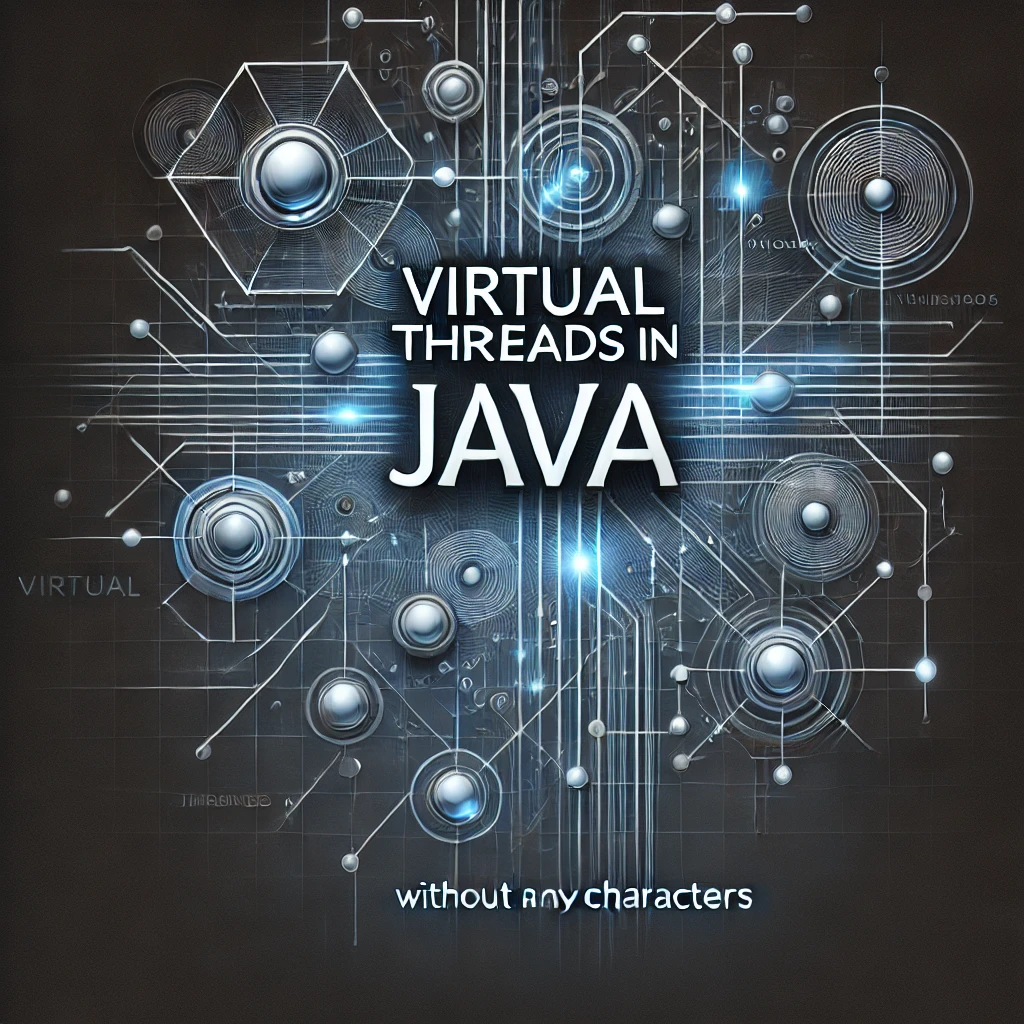 VIRTUAL
THREADS IN
JAVA
VIRTUAL
without any characters